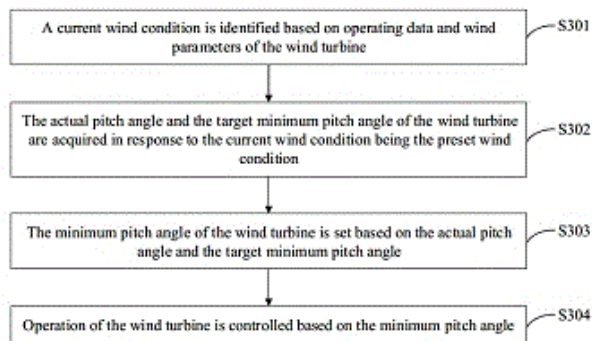 A current wind condition is identified based on operating data and wind
parameters of the wind turbine
S301
The actual pitch angle and the target minimum pitch angle of the wind turbine
are acquired in response to the current wind condition being the preset wind
condition
S302
The minimum pitch angle of the wind turbine is set based on the actual pitch
angle and the target minimum pitch angle
S303
Operation of the wind turbine is controlled based on the minimum pitch angle
S304